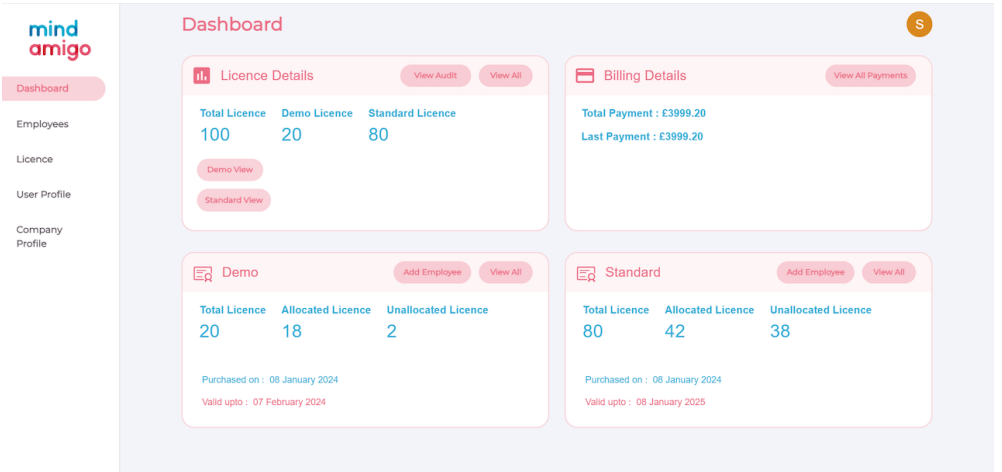 mind
amigo
Dashboard
Employees
Licence
User Profile
Company
Profile
Dashboard
S
Licence Details
View Audit
View All
Total Licence Demo Licence Standard Licence
100 20 80
Demo View
Standard View
Billing Details
View All Payments
Total Payment : £3999.20
Last Payment : £3999.20
Demo
Add Employee
View All
Total Licence Allocated Licence Unallocated Licence
20 18 2
Purchased on : 08 January 2024
Valid upto : 07 February 2024
Standard
Add Employee
View All
Total Licence Allocated Licence Unallocated Licence
80 42 38
Purchased on : 08 January 2024
Valid upto : 08 January 2025